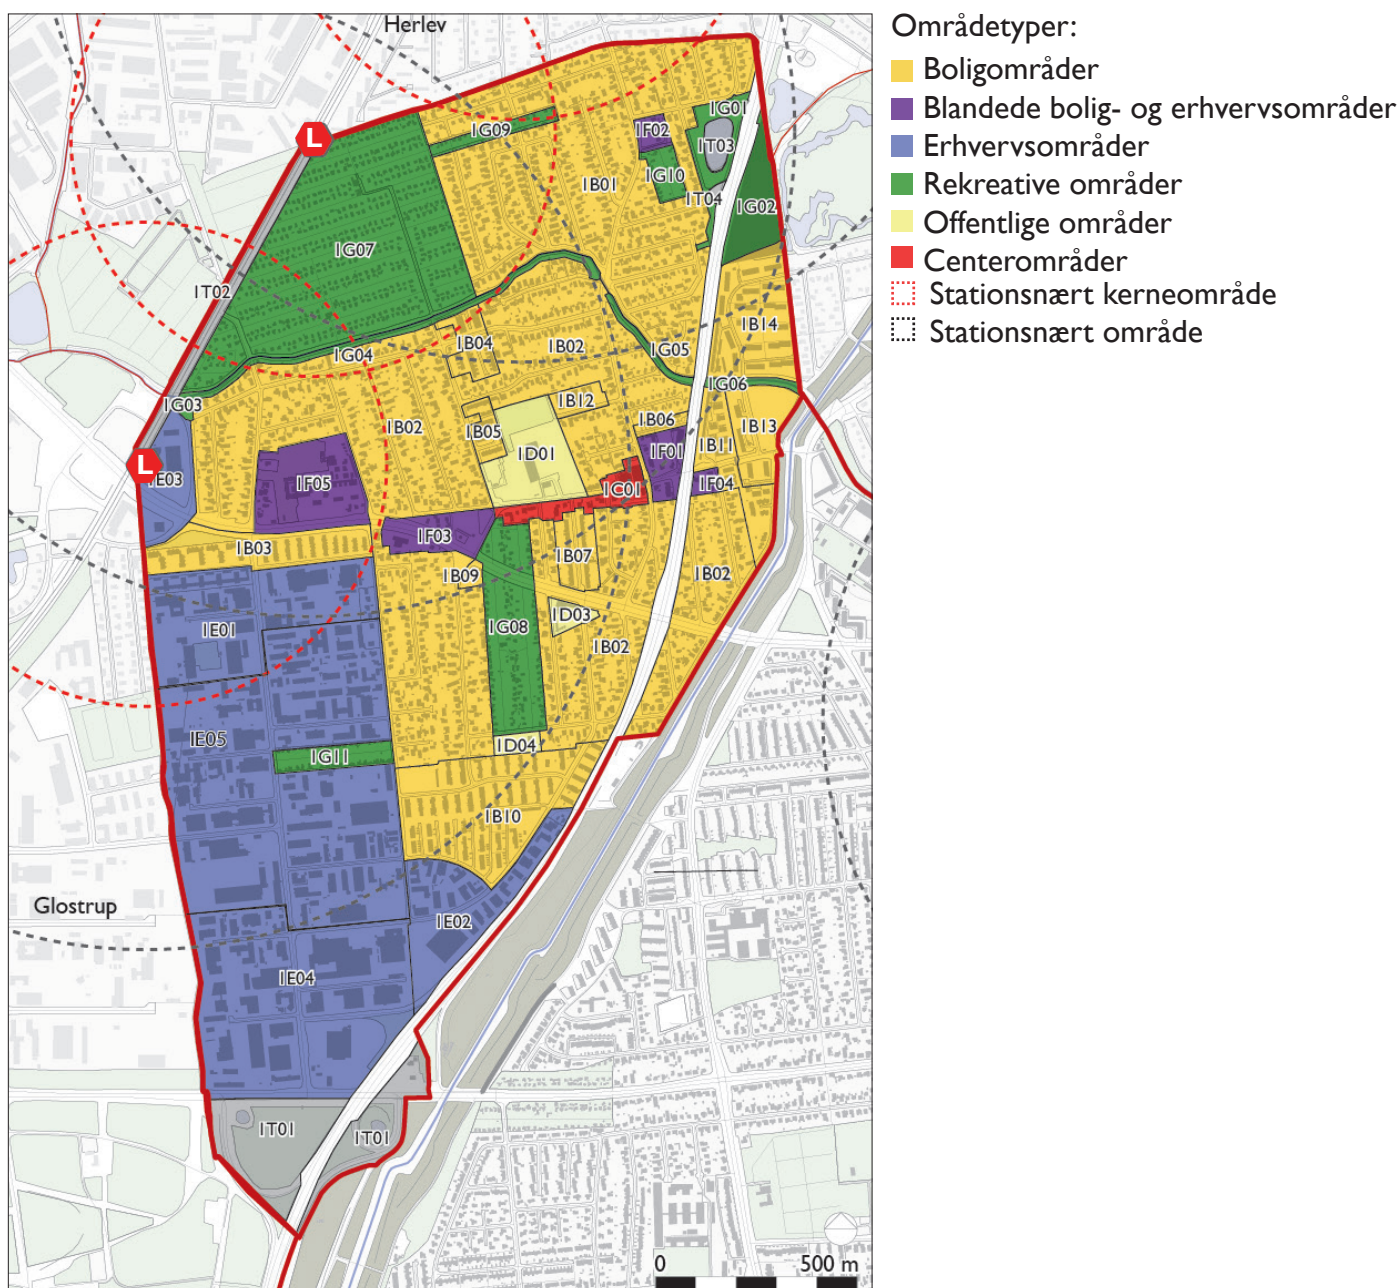 Herlev
Områdetyper:
Boligområder
Blandede bolig- og erhvervsområder
Erhvervsområder
Rekreative områder
Offentlige områder
Centerområder
Stationsnært kerneområde
Stationsnært område
1G01
1G09
1F02
1T03
L
1G10
1B01
1T04
1G02
1G07
1T02
1B14
1B04
1B02
1G05
1G04
1G06
1B12
1G03
1B06
1B02
1B13
1B05
1B11
1F01
1D01
L
1E03
1F05
1F04
1C01
1F03
1B03
1B07
1B09
1B02
1D03
1E01
1G08
1B02
1E05
1D04
1G11
1B10
Glostrup
1E02
1E04
1T01
1T01
0 500 m